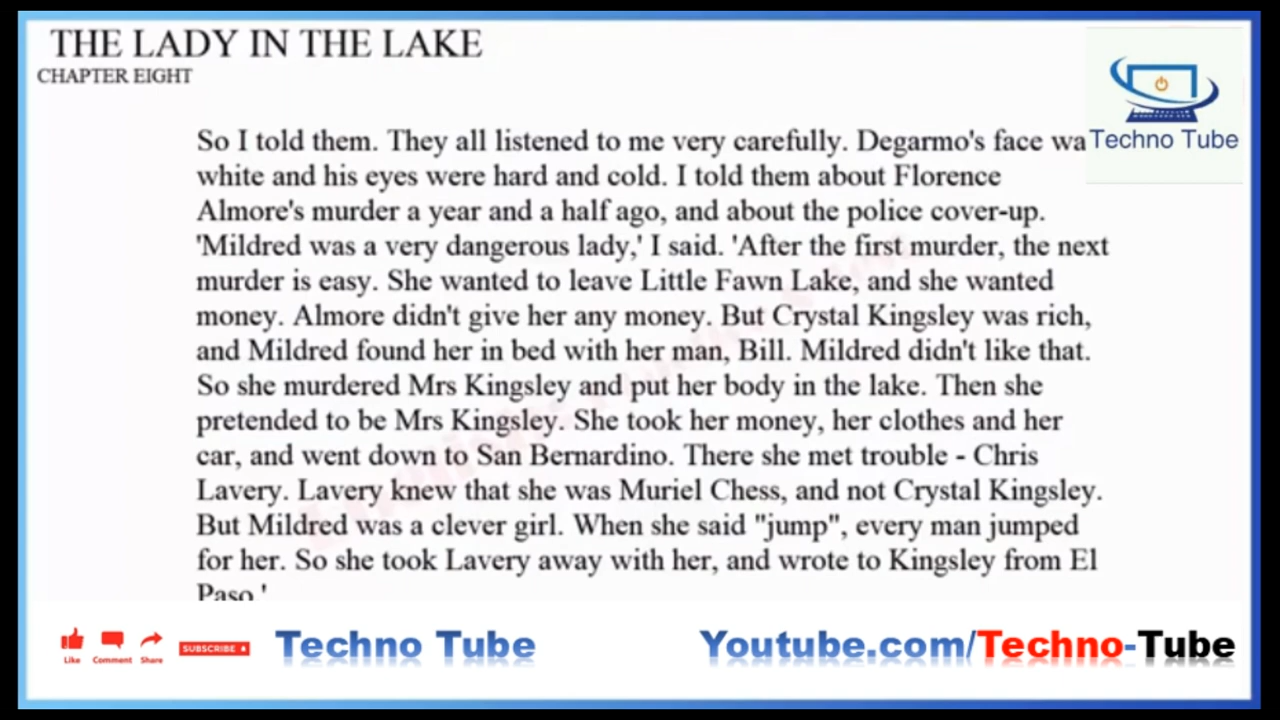 THE LADY IN THE LAKE
CHAPTER EIGHT
So I told them. They all listened to me very carefully. Degarmo's face wa
Techno Tube
white and his eyes were hard and cold. I told them about Florence
Almore's murder a year and a half ago, and about the police cover-up.
'Mildred was a very dangerous lady,' I said. 'After the first murder, the next
murder is easy. She wanted to leave Little Fawn Lake, and she wanted
money. Almore didn't give her any money. But Crystal Kingsley was rich,
and Mildred found her in bed with her man, Bill. Mildred didn't like that.
So she murdered Mrs Kingsley and put her body in the lake. Then she
pretended to be Mrs Kingsley. She took her money, her clothes and her
car, and went down to San Bernardino. There she met trouble - Chris
Lavery. Lavery knew that she was Muriel Chess, and not Crystal Kingsley.
But Mildred was a clever girl. When she said "jump", every man jumped
for her. So she took Lavery away with her, and wrote to Kingsley from El
Paso.'
Like Comment Share SUBSCRIBE Techno Tube Youtube.com/Techno-Tube